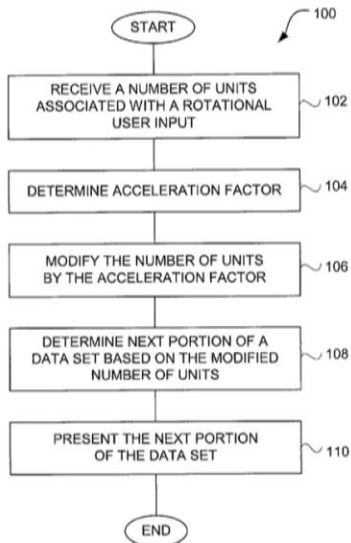 START
100
RECEIVE A NUMBER OF UNITS
ASSOCIATED WITH A ROTATIONAL
USER INPUT
102
DETERMINE ACCELERATION FACTOR
104
MODIFY THE NUMBER OF UNITS
BY THE ACCELERATION FACTOR
106
DETERMINE NEXT PORTION OF A
DATA SET BASED ON THE MODIFIED
NUMBER OF UNITS
108
PRESENT THE NEXT PORTION
OF THE DATA SET
110
END